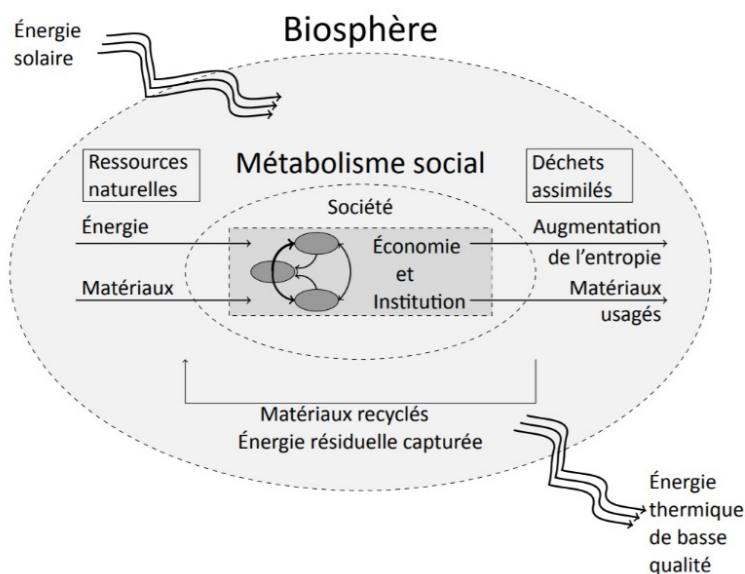 Énergie
solaire
Biosphère
Ressources
naturelles
Métabolisme social
Déchets
assimilés
Société
Énergie
Économie
et
Institution
Augmentation
de l'entropie
Matériaux
Matériaux
usagés
Matériaux recyclés
Énergie résiduelle capturée
Énergie
thermique
de basse
qualité